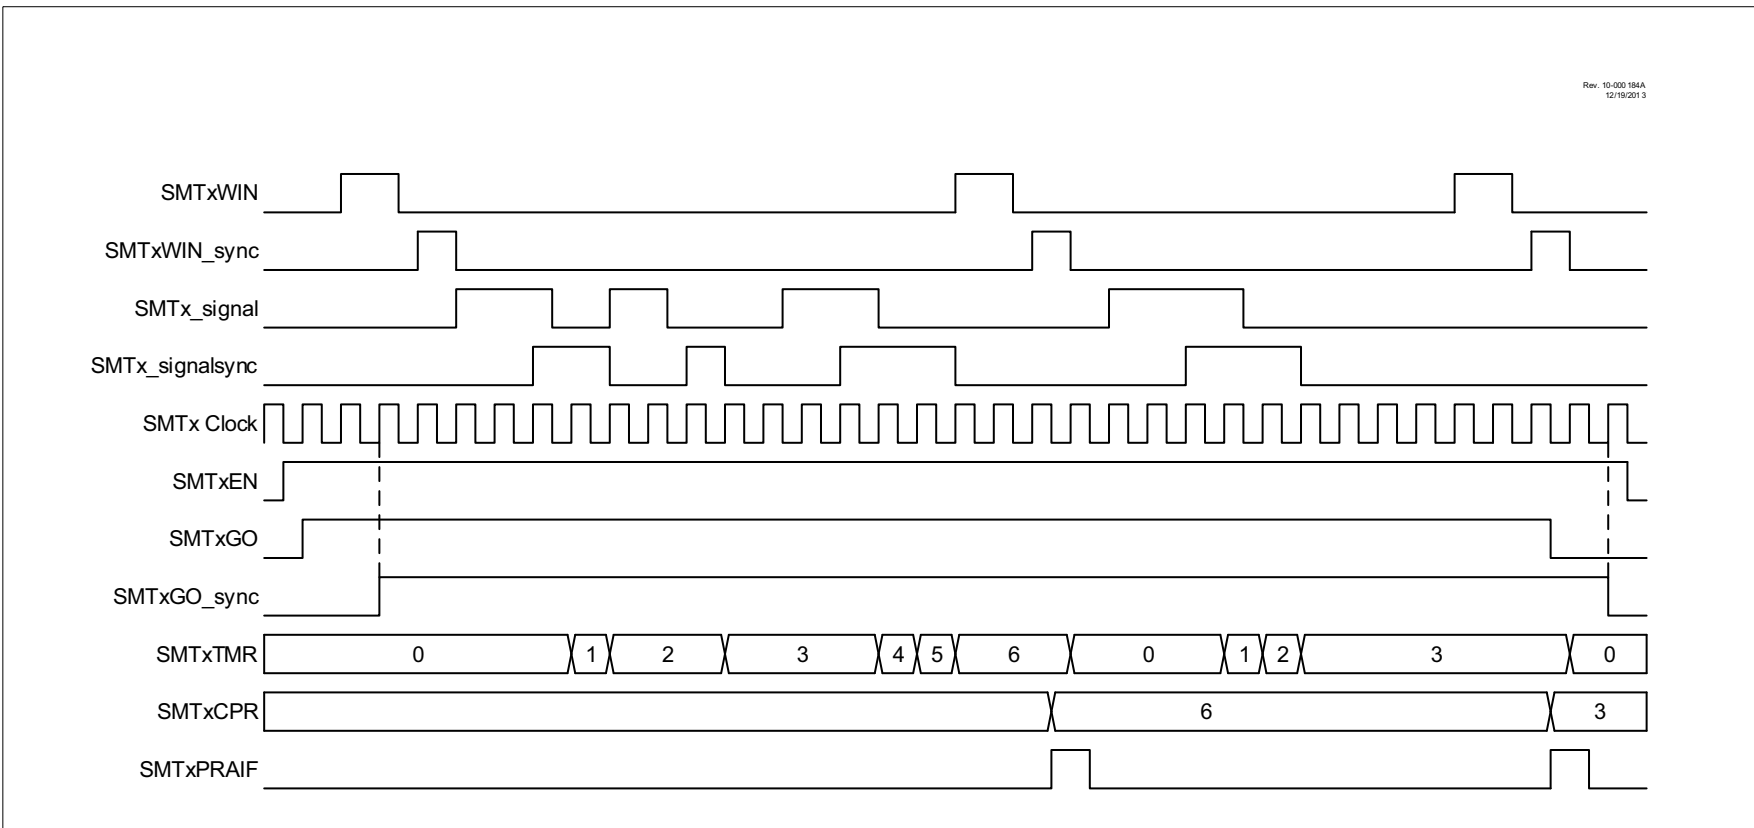 Rev. 10-000 184A
12/19/201 3
SMTxWIN
SMTxWIN_sync
SMTx_signal
SMTx_signalsync
SMTx Clock
SMTxEN
SMTxGO
SMTxGO_sync
SMTxTMR 0 1 2 3 4 5 6 0 1 2 3 0
SMTxCPR 6 3
SMTxPRAIF